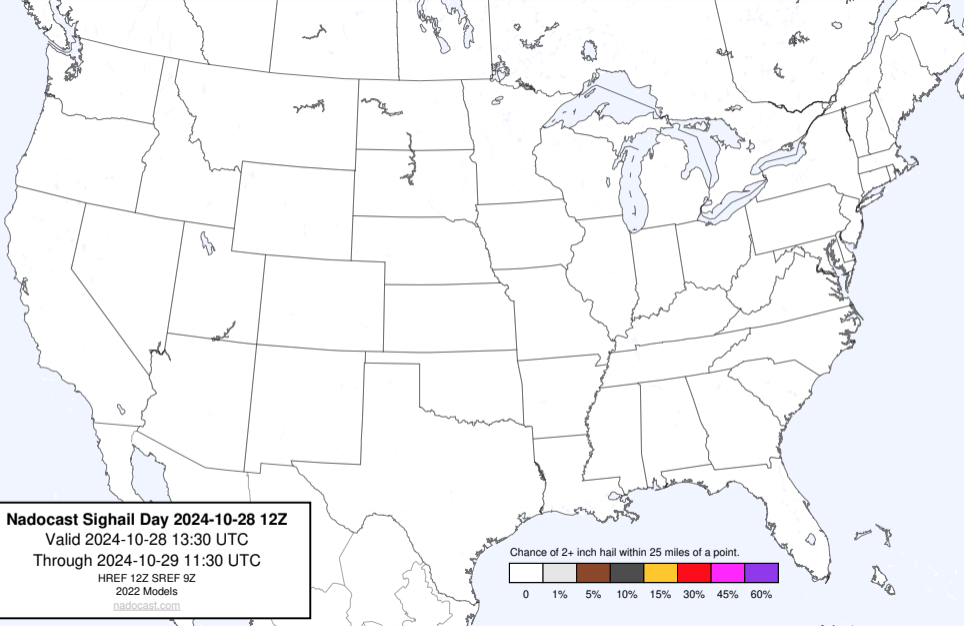 Nadocast Sighail Day 2024-10-28 12Z
Valid 2024-10-28 13:30 UTC
Through 2024-10-29 11:30 UTC
HREF 12Z SREF 9Z
2022 Models
nadocast.com
Chance of 2+ inch hail within 25 miles of a point.
0 1% 5% 10% 15% 30% 45% 60%